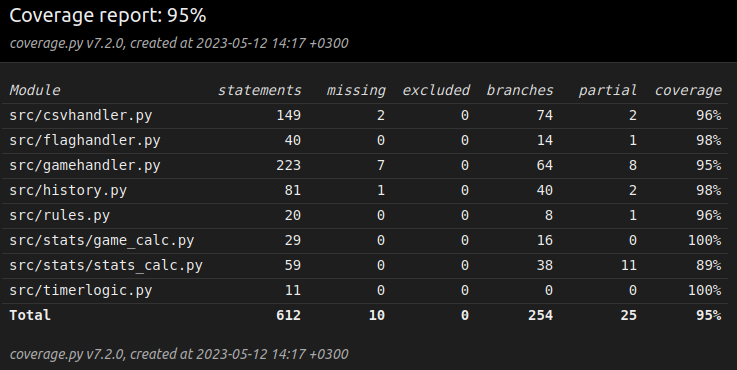 Coverage report: 95%
coverage.py v7.2.0, created at 2023-05-12 14:17 +0300
Module statements missing excluded branches partial coverage
src/csvhandler.py 149 2 0 74 2 96%
src/flaghandler.py 40 0 0 14 1 98%
src/gamehandler.py 223 7 0 64 8 95%
src/history.py 81 1 0 40 2 98%
src/rules.py 20 0 0 8 1 96%
src/stats/game_calc.py 29 0 0 16 0 100%
src/stats/stats_calc.py 59 0 0 38 11 89%
src/timerlogic.py 11 0 0 0 0 100%
Total 612 10 0 254 25 95%
coverage.py v7.2.0, created at 2023-05-12 14:17 +0300